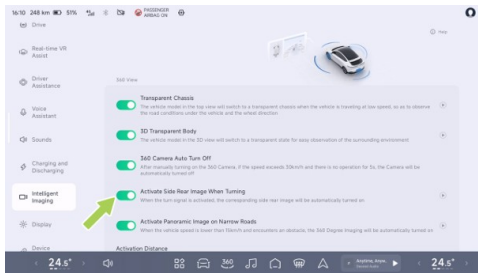 16:10 248 km 51% PASSENGER AIRBAG ON
Drive
Help
Real-time VR
Assist
Driver
Assistance
360 View
Transparent Chassis
The vehicle model in the top view will switch to a transparent chassis when the vehicle is traveling at low speed, so as to observe
the road conditions under the vehicle and the wheel direction
Voice
Assistant
3D Transparent Body
The vehicle model in the 3D view will switch to a transparent state for easy observation of the surrounding environment
Sounds
360 Camera Auto Turn Off
After manually turning on the 360 Camera, if the speed exceeds 30km/h and there is no operation for 5s, the Camera will be
automatically turned off
Charging and
Discharging
Intelligent
Imaging
Activate Side Rear Image When Turning
When the turn signal is activated, the corresponding side rear image will be automatically turned on
Display
Activate Panoramic Image on Narrow Roads
When the vehicle speed is lower than 15km/h and encounters an obstacle, the 360 Degree Imaging will be automatically turned on
Device
Activation Distance
24.5° 360 24.5°